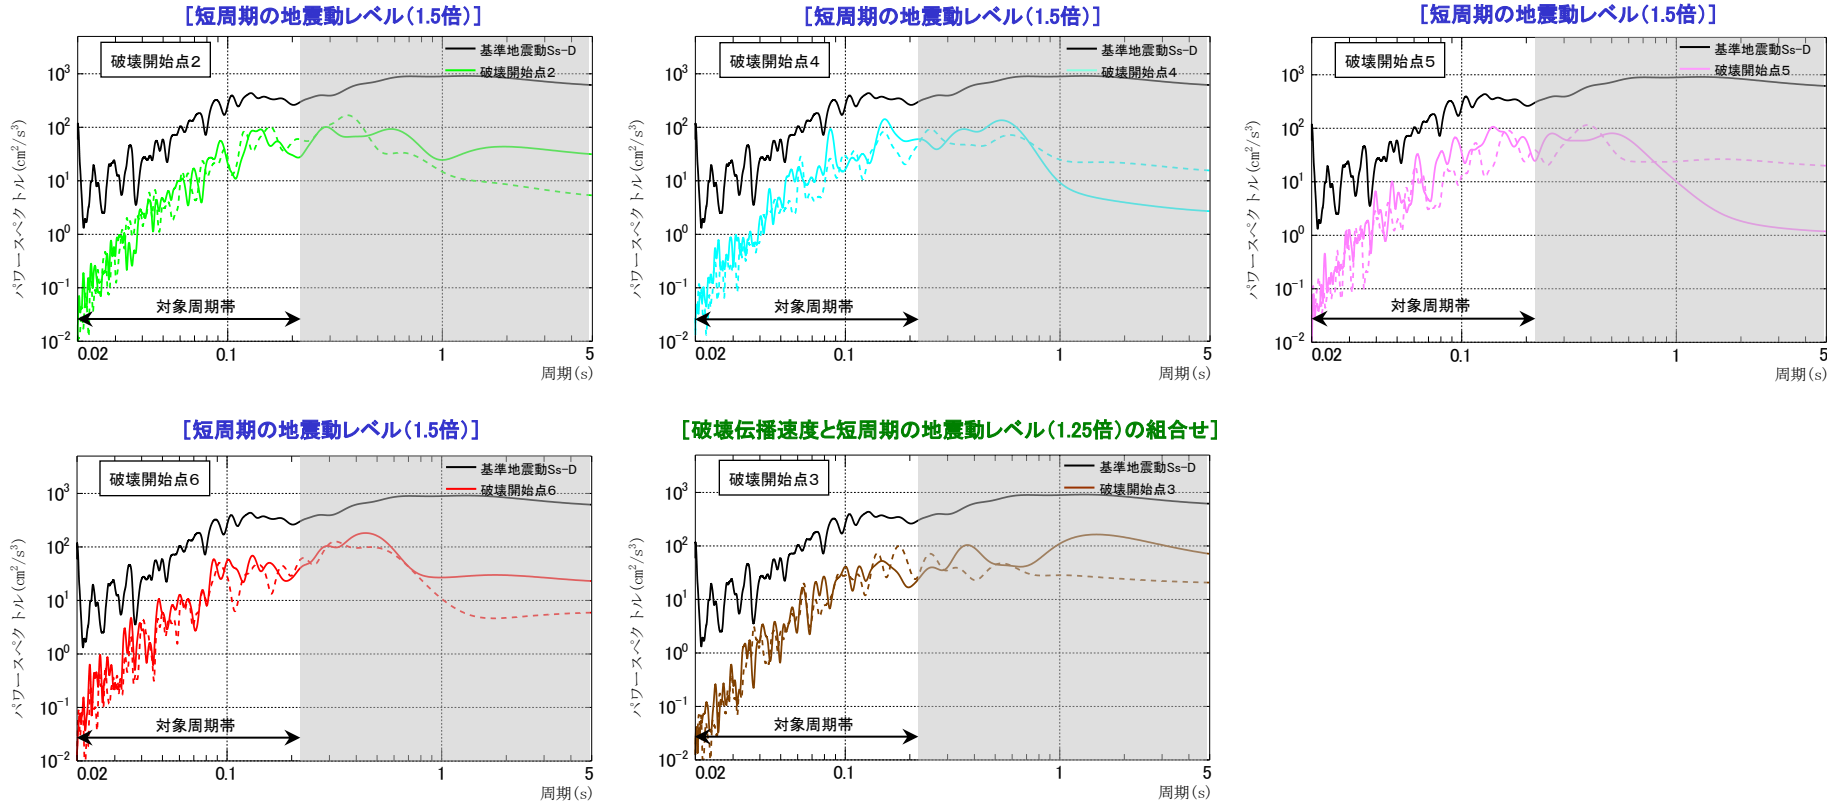 [短周期の地震動レベル(1.5倍)]
破壊開始点2
基準地震動Ss-D
破壊開始点2
パワースペクトル(cm²/s³)
10³
10²
10¹
10⁰
10⁻¹
10⁻²
対象周期帯
0.02
0.1
1
5
周期(s)
[短周期の地震動レベル(1.5倍)]
破壊開始点4
基準地震動Ss-D
破壊開始点4
パワースペクトル(cm²/s³)
10³
10²
10¹
10⁰
10⁻¹
10⁻²
対象周期帯
0.02
0.1
1
5
周期(s)
[短周期の地震動レベル(1.5倍)]
破壊開始点5
基準地震動Ss-D
破壊開始点5
パワースペクトル(cm²/s³)
10³
10²
10¹
10⁰
10⁻¹
10⁻²
対象周期帯
0.02
0.1
1
5
周期(s)
[短周期の地震動レベル(1.5倍)]
破壊開始点6
基準地震動Ss-D
破壊開始点6
パワースペクトル(cm²/s³)
10³
10²
10¹
10⁰
10⁻¹
10⁻²
対象周期帯
0.02
0.1
1
5
周期(s)
[破壊伝播速度と短周期の地震動レベル(1.25倍)の組合せ]
破壊開始点3
基準地震動Ss-D
破壊開始点3
パワースペクトル(cm²/s³)
10³
10²
10¹
10⁰
10⁻¹
10⁻²
対象周期帯
0.02
0.1
1
5
周期(s)